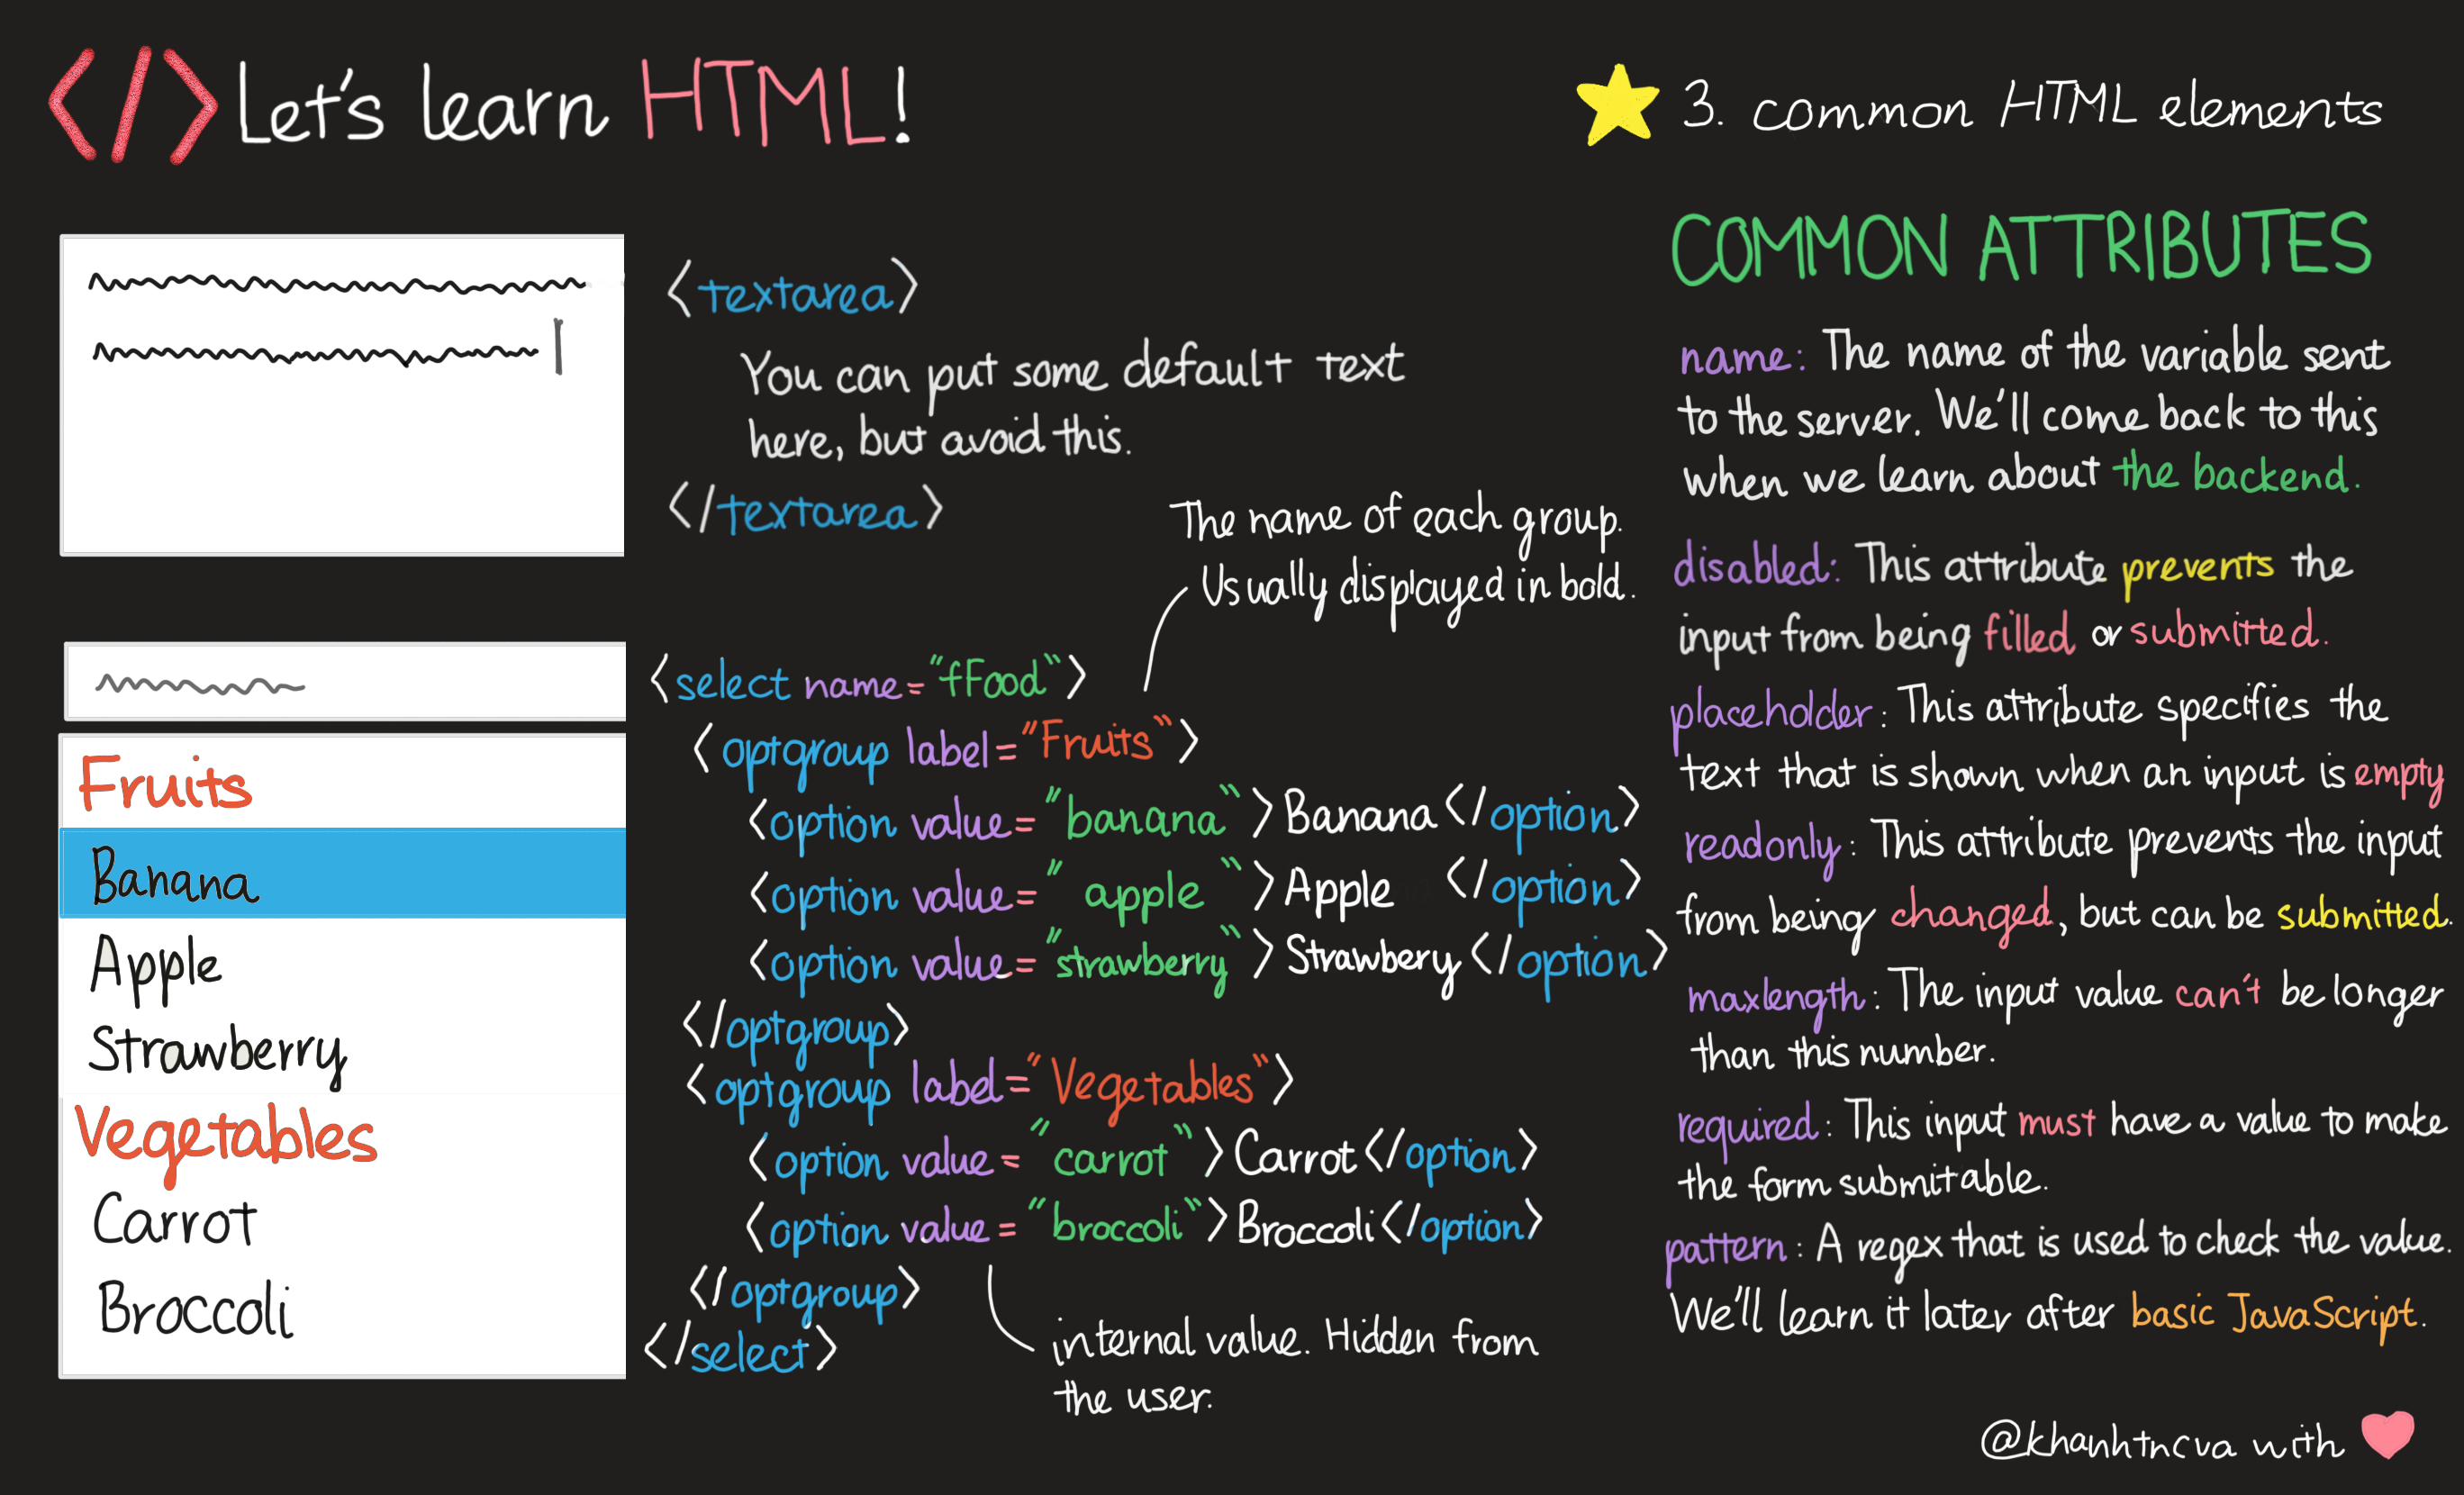 </> Let's learn HTML!
3. common HTML elements
<textarea>
You can put some default text
here, but avoid this.
</textarea>
The name of each group.
Usually displayed in bold.
Fruits
Banana
Apple
Strawberry
Vegetables
Carrot
Broccoli
<select name="fFood">
<optgroup label="Fruits">
<option value="banana">Banana</option>
<option value="apple">Apple</option>
<option value="strawberry">Strawbery</option>
</optgroup>
<optgroup label="Vegetables">
<option value="carrot">Carrot</option>
<option value="broccoli">Broccoli</option>
</optgroup>
</select>
internal value. Hidden from
the user.
COMMON ATTRIBUTES
name: The name of the variable sent
to the server. We'll come back to this
when we learn about the backend.
disabled: This attribute prevents the
input from being filled or submitted.
placeholder: This attribute specifies the
text that is shown when an input is empty
readonly: This attribute prevents the input
from being changed, but can be submitted.
maxlength: The input value can't be longer
than this number.
required: This input must have a value to make
the form submitable.
pattern: A regex that is used to check the value.
We'll learn it later after basic JavaScript.
@khanhtncva with